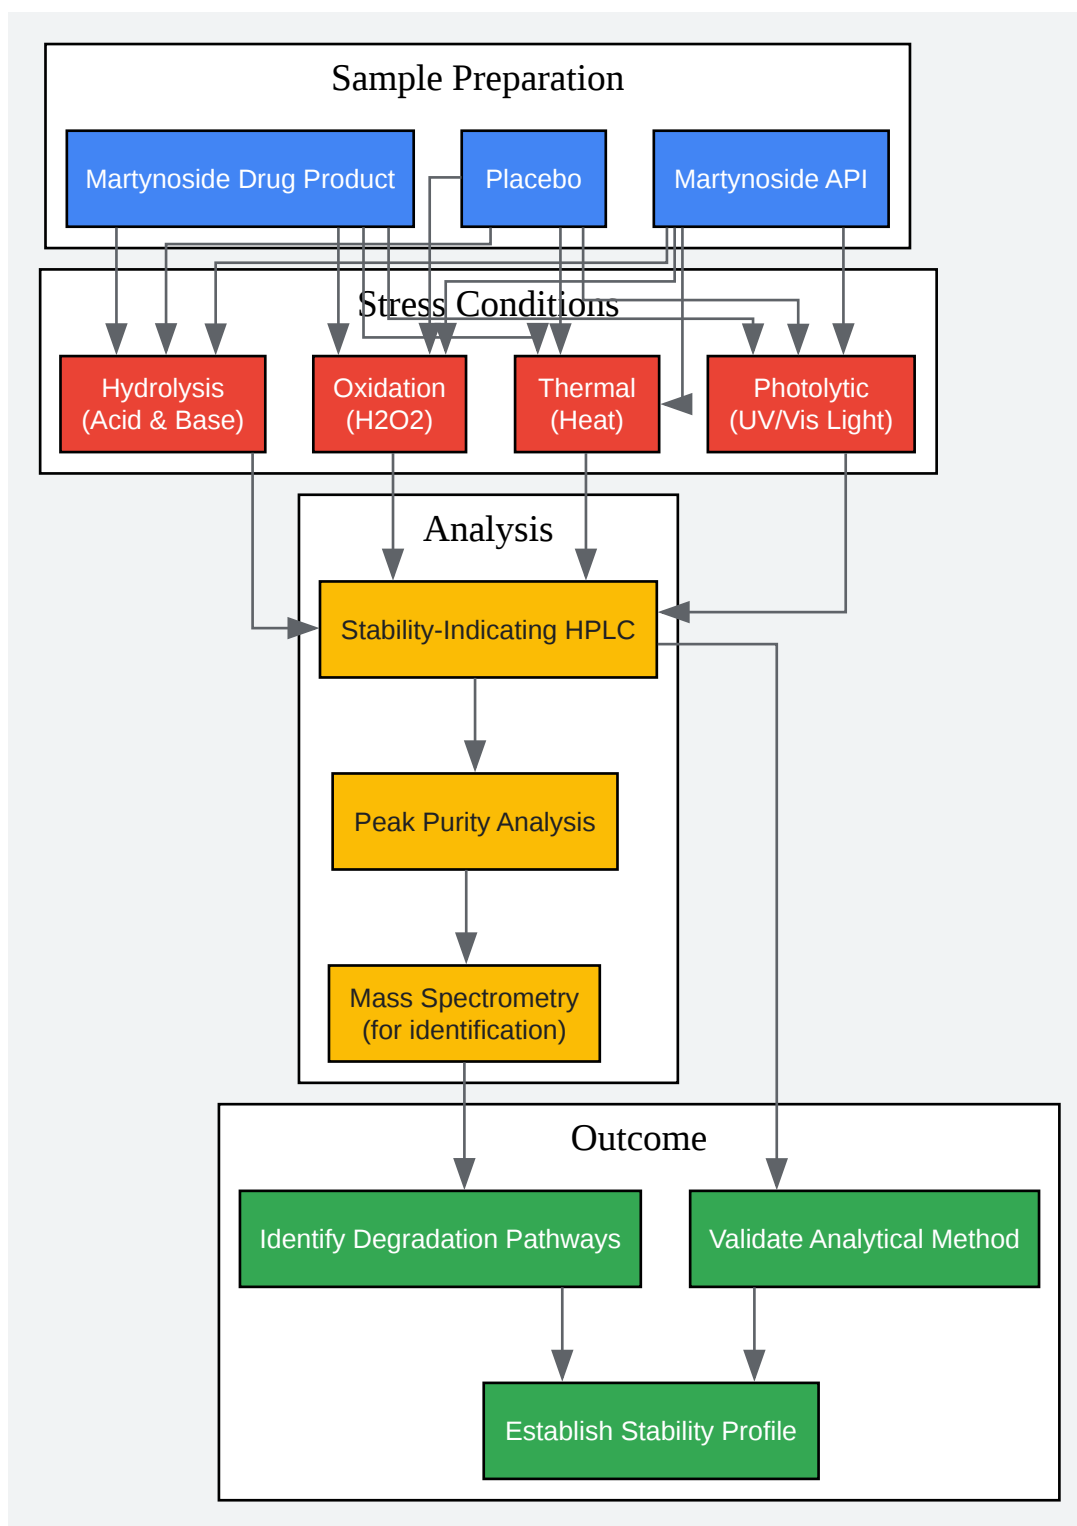 Sample Preparation
Martynoside Drug Product
Placebo
Martynoside API
Stress Conditions
Hydrolysis
(Acid & Base)
Oxidation
(H2O2)
Thermal
(Heat)
Photolytic
(UV/Vis Light)
Analysis
Stability-Indicating HPLC
Peak Purity Analysis
Mass Spectrometry
(for identification)
Outcome
Identify Degradation Pathways
Validate Analytical Method
Establish Stability Profile